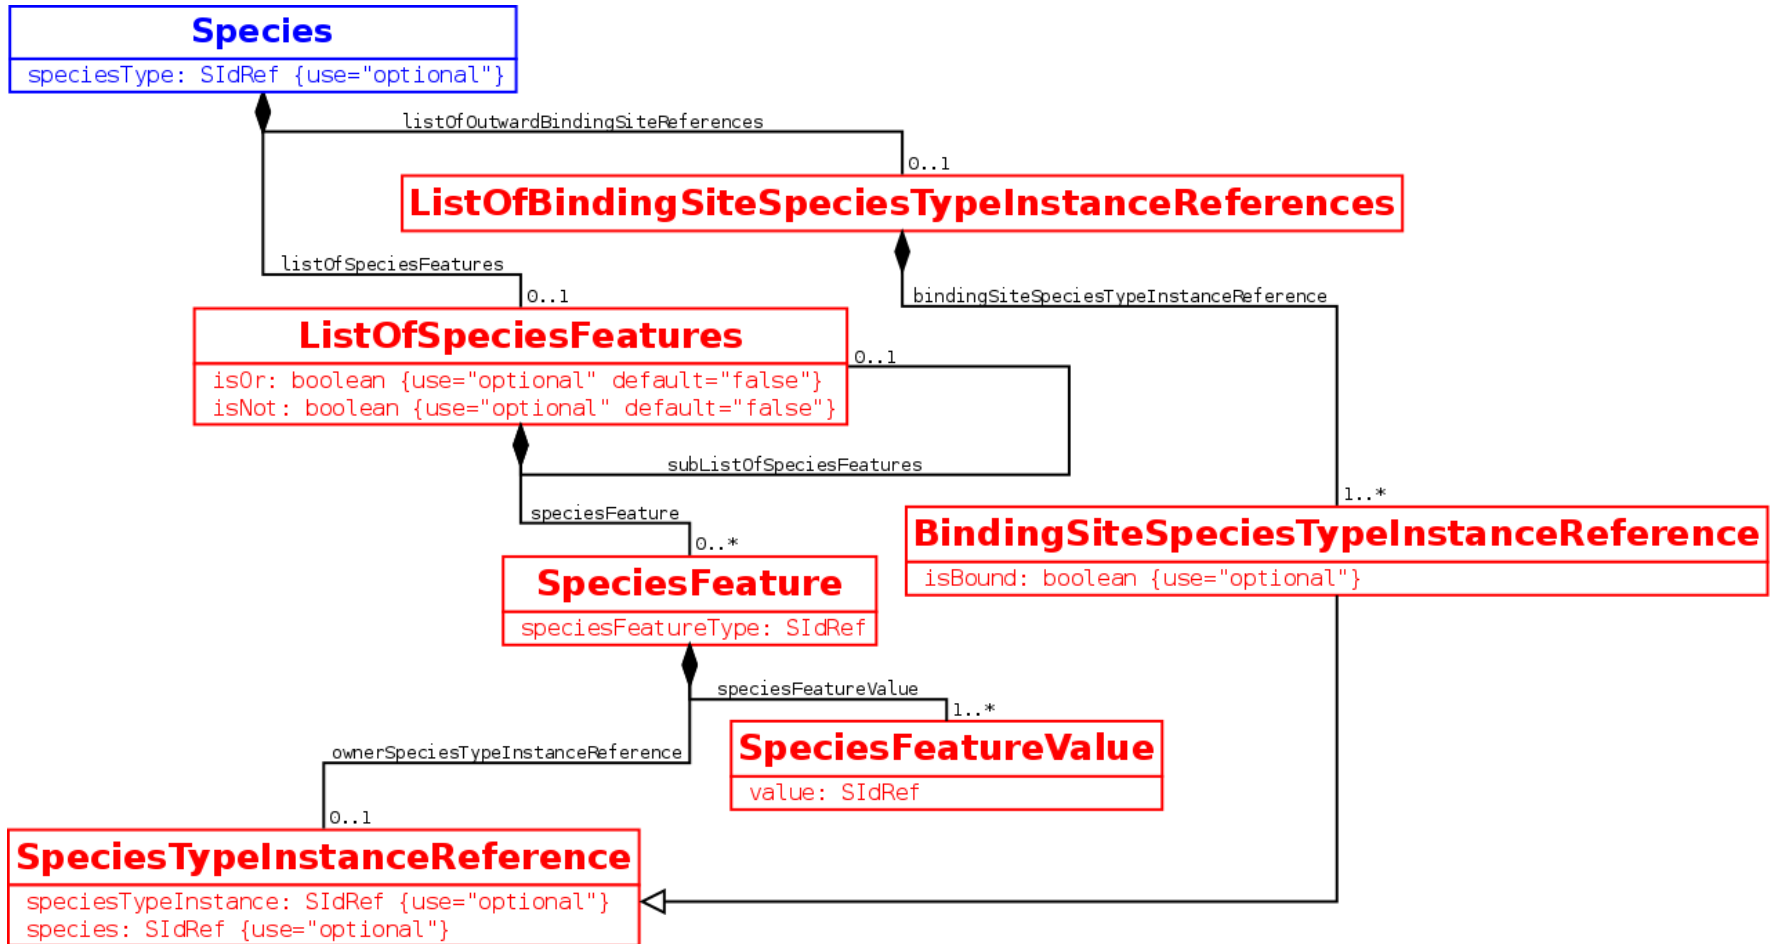 Species
speciesType: SIdRef {use="optional"}
listOfOutwardBindingSiteReferences
0..1
ListOfBindingSiteSpeciesTypeInstanceReferences
listOfSpeciesFeatures
0..1
bindingSiteSpeciesTypeInstanceReference
ListOfSpeciesFeatures
0..1
isOr: boolean {use="optional" default="false"}
isNot: boolean {use="optional" default="false"}
subListOfSpeciesFeatures
1..*
speciesFeature
0..*
BindingSiteSpeciesTypeInstanceReference
isBound: boolean {use="optional"}
SpeciesFeature
speciesFeatureType: SIdRef
speciesFeatureValue
1..*
SpeciesFeatureValue
value: SIdRef
ownerSpeciesTypeInstanceReference
0..1
SpeciesTypeInstanceReference
speciesTypeInstance: SIdRef {use="optional"}
species: SIdRef {use="optional"}